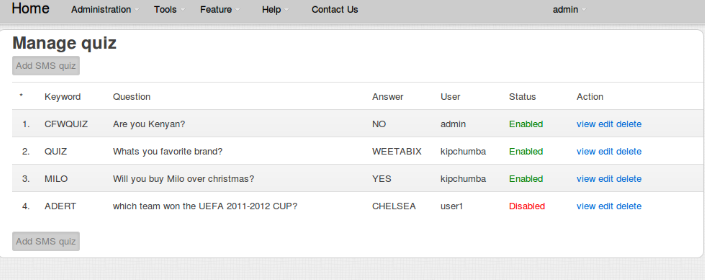 Home Administration Tools Feature Help Contact Us admin
Manage quiz
Add SMS quiz
* Keyword Question Answer User Status Action
1. CFWQUIZ Are you Kenyan? NO admin Enabled view edit delete
2. QUIZ Whats you favorite brand? WEETABIX kipchumba Enabled view edit delete
3. MILO Will you buy Milo over christmas? YES kipchumba Enabled view edit delete
4. ADERT which team won the UEFA 2011-2012 CUP? CHELSEA user1 Disabled view edit delete
Add SMS quiz